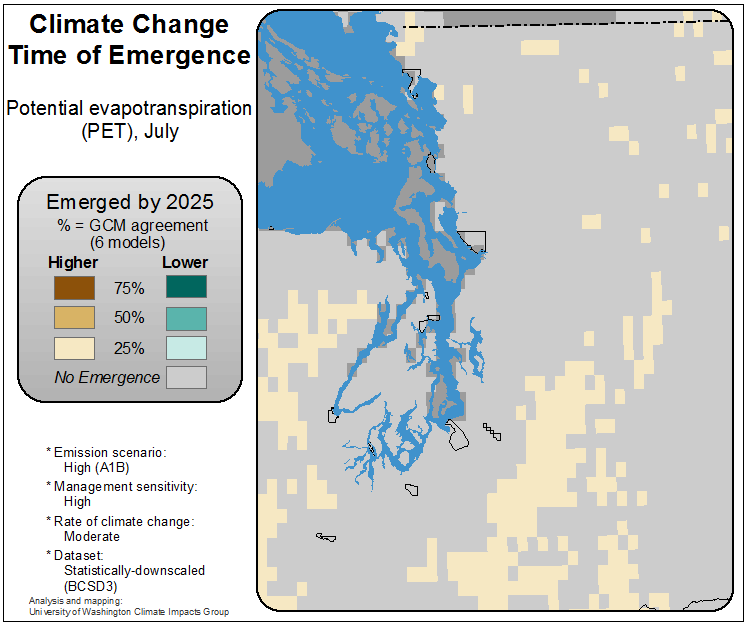 Climate Change
Time of Emergence
Potential evapotranspiration
(PET), July
Emerged by 2025
% = GCM agreement
(6 models)
Higher Lower
75%
50%
25%
No Emergence
* Emission scenario:
High (A1B)
* Management sensitivity:
High
* Rate of climate change:
Moderate
* Dataset:
Statistically-downscaled
(BCSD3)
Analysis and mapping:
University of Washington Climate Impacts Group